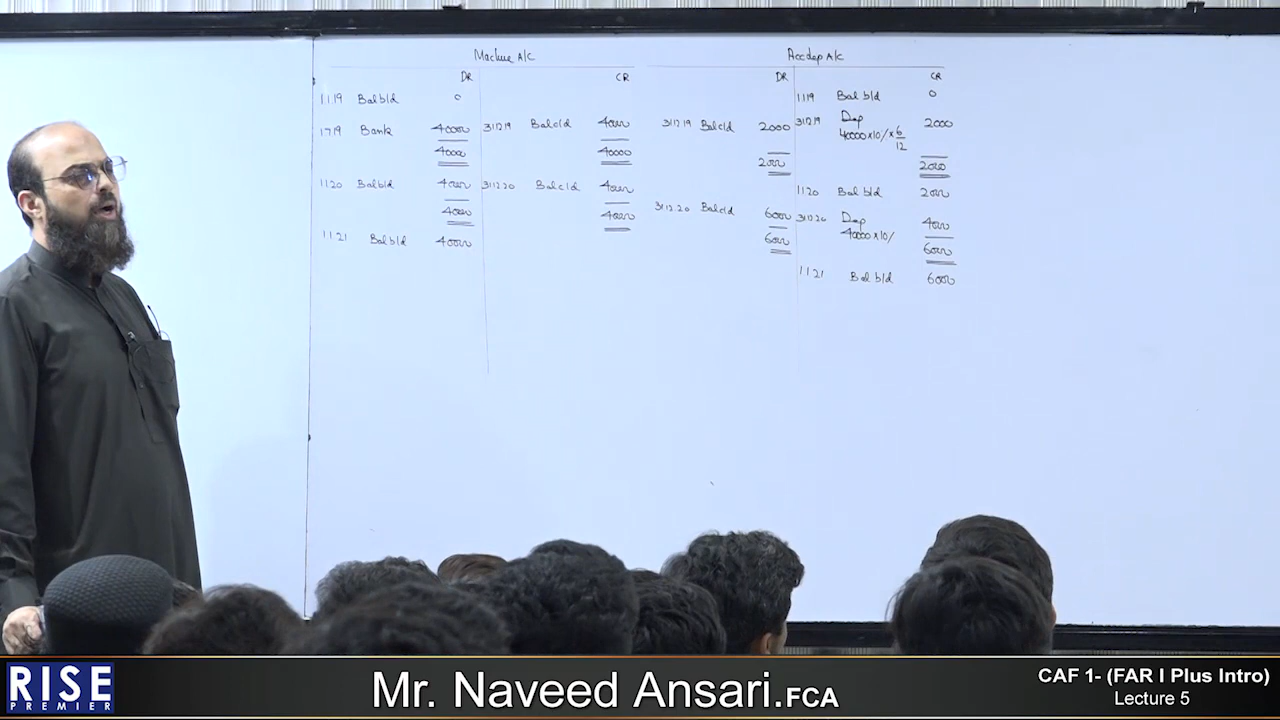 Machine A/C
DR CR
1 1 19 Bal b/d 0
1 7 19 Bank 40000 31 12 19 Bal c/d 40000
40000 40000
1 1 20 Bal b/d 40000 31 12 20 Bal c/d 40000
40000 40000
1 1 21 Bal b/d 40000
Acc dep A/C
DR CR
1 1 19 Bal b/d 0
31 12 19 Bal c/d 2000 31 12 19 Dep 2000
40000 x 10/ x 6/12
2000 2000
1 1 20 Bal b/d 2000
31 12 20 Bal c/d 6000 31 12 20 Dep 4000
40000 x 10/
6000 6000
1 1 21 Bal b/d 6000
RISE
PREMIER
Mr. Naveed Ansari.FCA
CAF 1- (FAR I Plus Intro)
Lecture 5